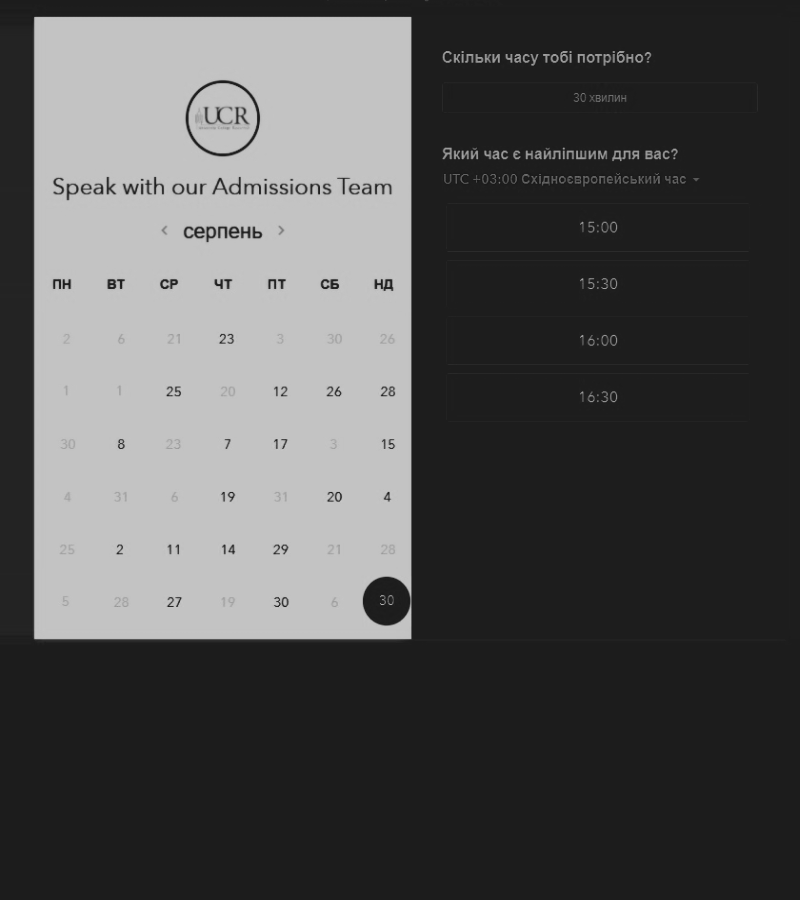 UCR
Speak with our Admissions Team
< серпень >
ПН ВТ СР ЧТ ПТ СБ НД
2 6 21 23 3 30 26
1 1 25 20 12 26 28
30 8 23 7 17 3 15
4 31 6 19 31 20 4
25 2 11 14 29 21 28
5 28 27 19 30 6 30
Скільки часу тобі потрібно?
30 хвилин
Який час є найліпшим для вас?
UTC +03:00 Східноєвропейський час
15:00
15:30
16:00
16:30